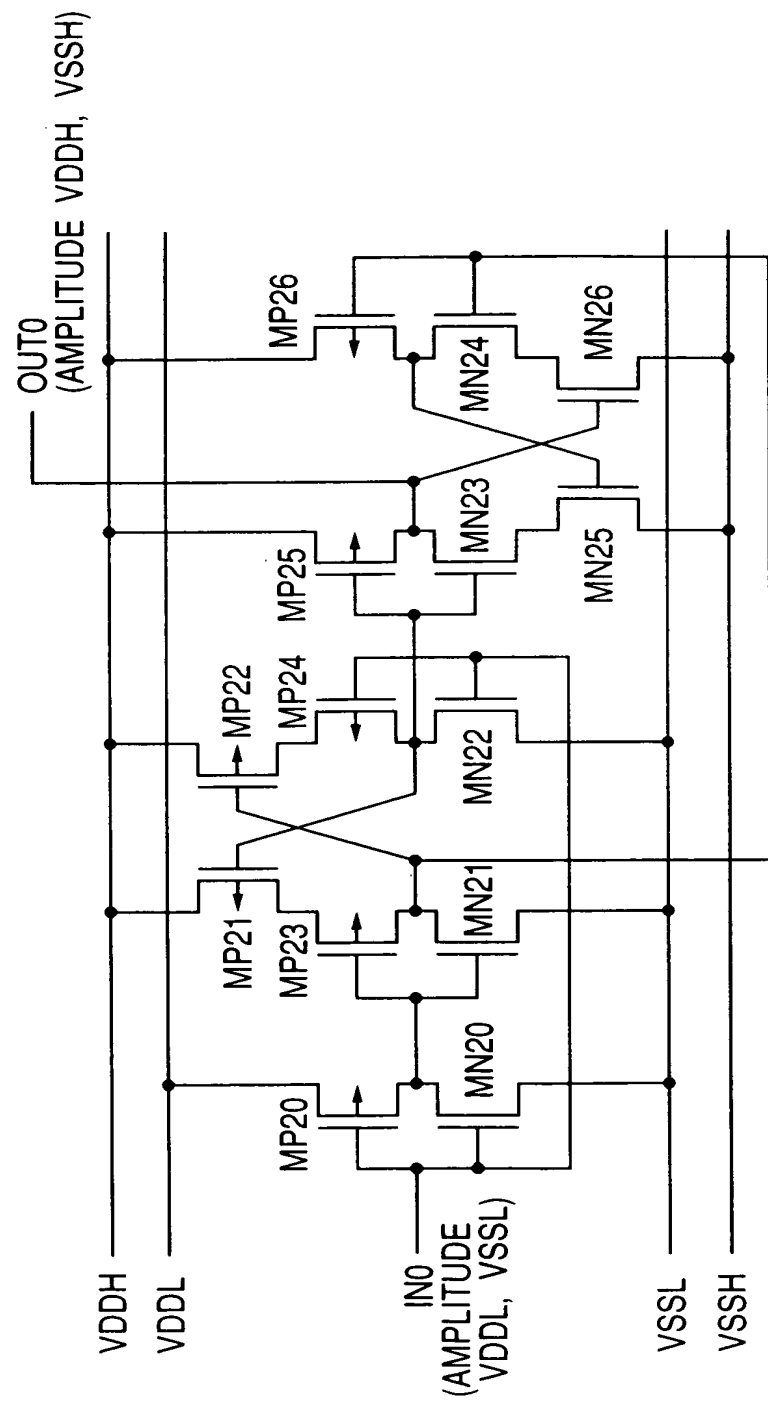 OUT0
(AMPLITUDE VDDH, VSSH)
VDDH
VDDL
MP26
MP22
MP25
MP24
MP21
MP23
MP20
MN24
MN26
MN23
MN25
MN22
MN21
MN20
IN0
(AMPLITUDE
VDDL, VSSL)
VSSL
VSSH